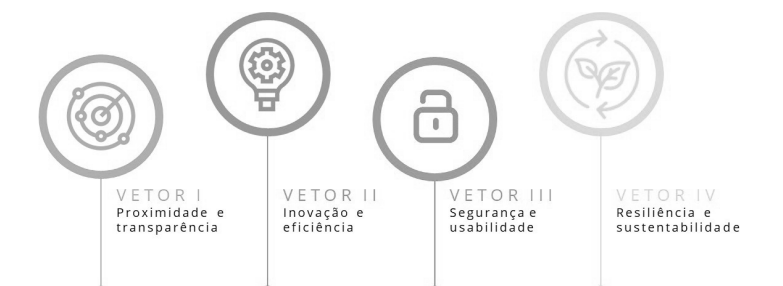 VETOR I
Proximidade e
transparência
VETOR II
Inovação e
eficiência
VETOR III
Segurança e
usabilidade
VETOR IV
Resiliência e
sustentabilidade